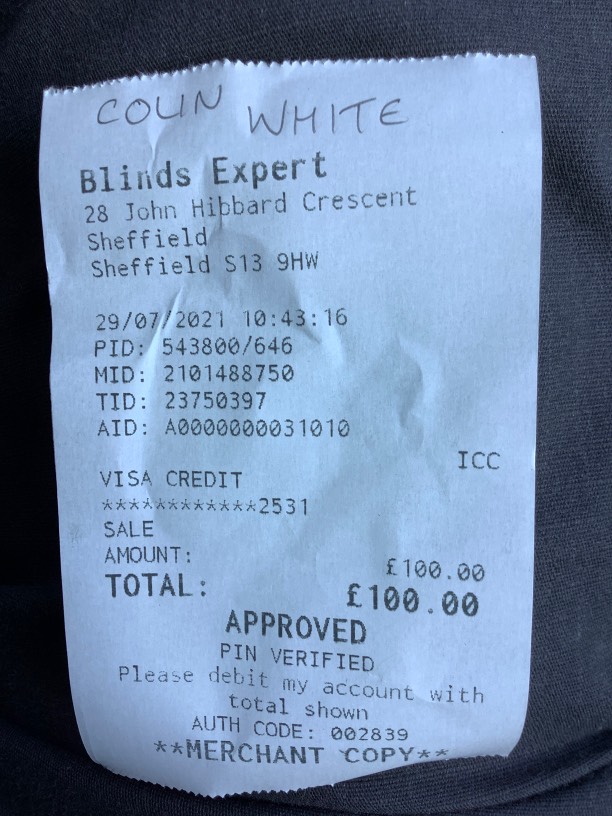 COLIN WHITE
Blinds Expert
28 John Hibbard Crescent
Sheffield
Sheffield S13 9HW
29/07/2021 10:43:16
PID: 543800/646
MID: 2101488750
TID: 23750397
AID: A0000000031010
ICC
VISA CREDIT
************2531
SALE
AMOUNT: £100.00
TOTAL: £100.00
APPROVED
PIN VERIFIED
Please debit my account with
total shown
AUTH CODE: 002839
**MERCHANT COPY**